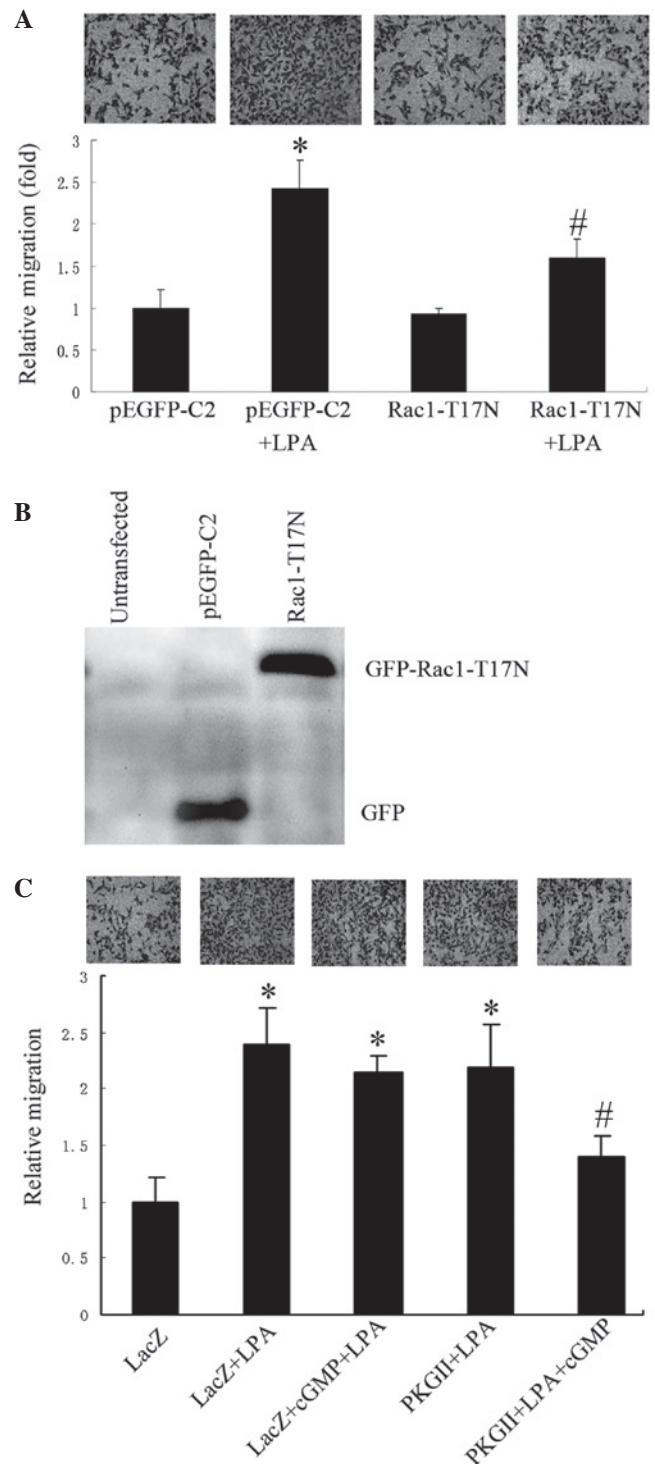 A
Relative migration (fold)
3
2.5
2
1.5
1
0.5
0
*
#
pEGFP-C2
pEGFP-C2
+LPA
Rac1-T17N
Rac1-T17N
+LPA
B
Untransfected
pEGFP-C2
Rac1-T17N
GFP-Rac1-T17N
GFP
C
Relative migration
3
2.5
2
1.5
1
0.5
0
*
*
*
#
LacZ
LacZ+LPA
LacZ+cGMP+LPA
PKGII+LPA
PKGII+LPA+cGMP